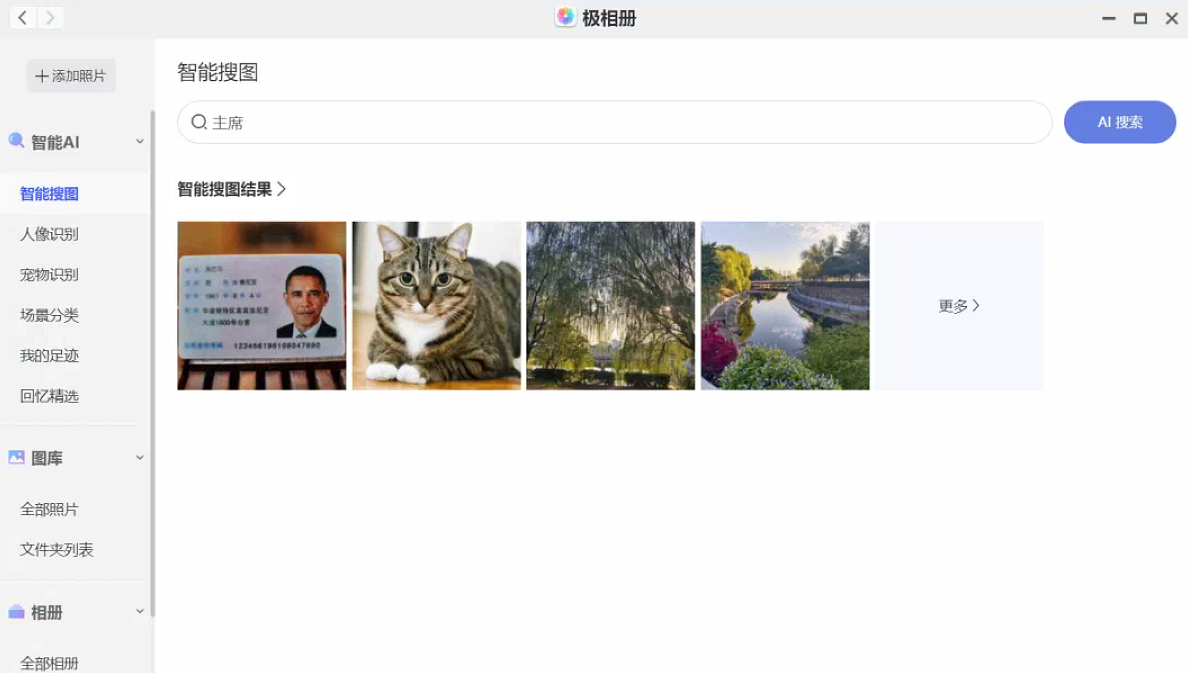 极相册
添加照片
智能AI
智能搜图
人像识别
宠物识别
场景分类
我的足迹
回忆精选
图库
全部照片
文件夹列表
相册
全部相册
智能搜图
主席
AI 搜索
智能搜图结果
更多